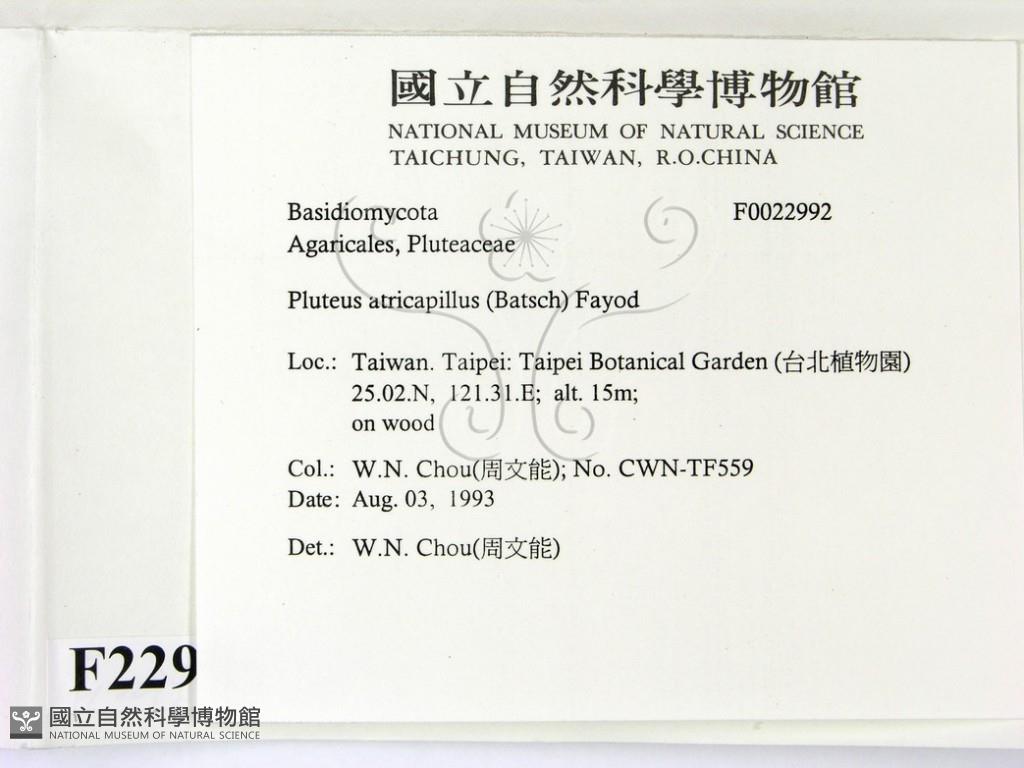 國立自然科學博物館
NATIONAL MUSEUM OF NATURAL SCIENCE
TAICHUNG, TAIWAN, R.O.CHINA
Basidiomycota F0022992
Agaricales, Pluteaceae
Pluteus atricapillus (Batsch) Fayod
Loc.: Taiwan. Taipei: Taipei Botanical Garden (台北植物園)
25.02.N, 121.31.E; alt. 15m;
on wood
Col.: W.N. Chou(周文能); No. CWN-TF559
Date: Aug. 03, 1993
Det.: W.N. Chou(周文能)
F229
國立自然科學博物館
NATIONAL MUSEUM OF NATURAL SCIENCE